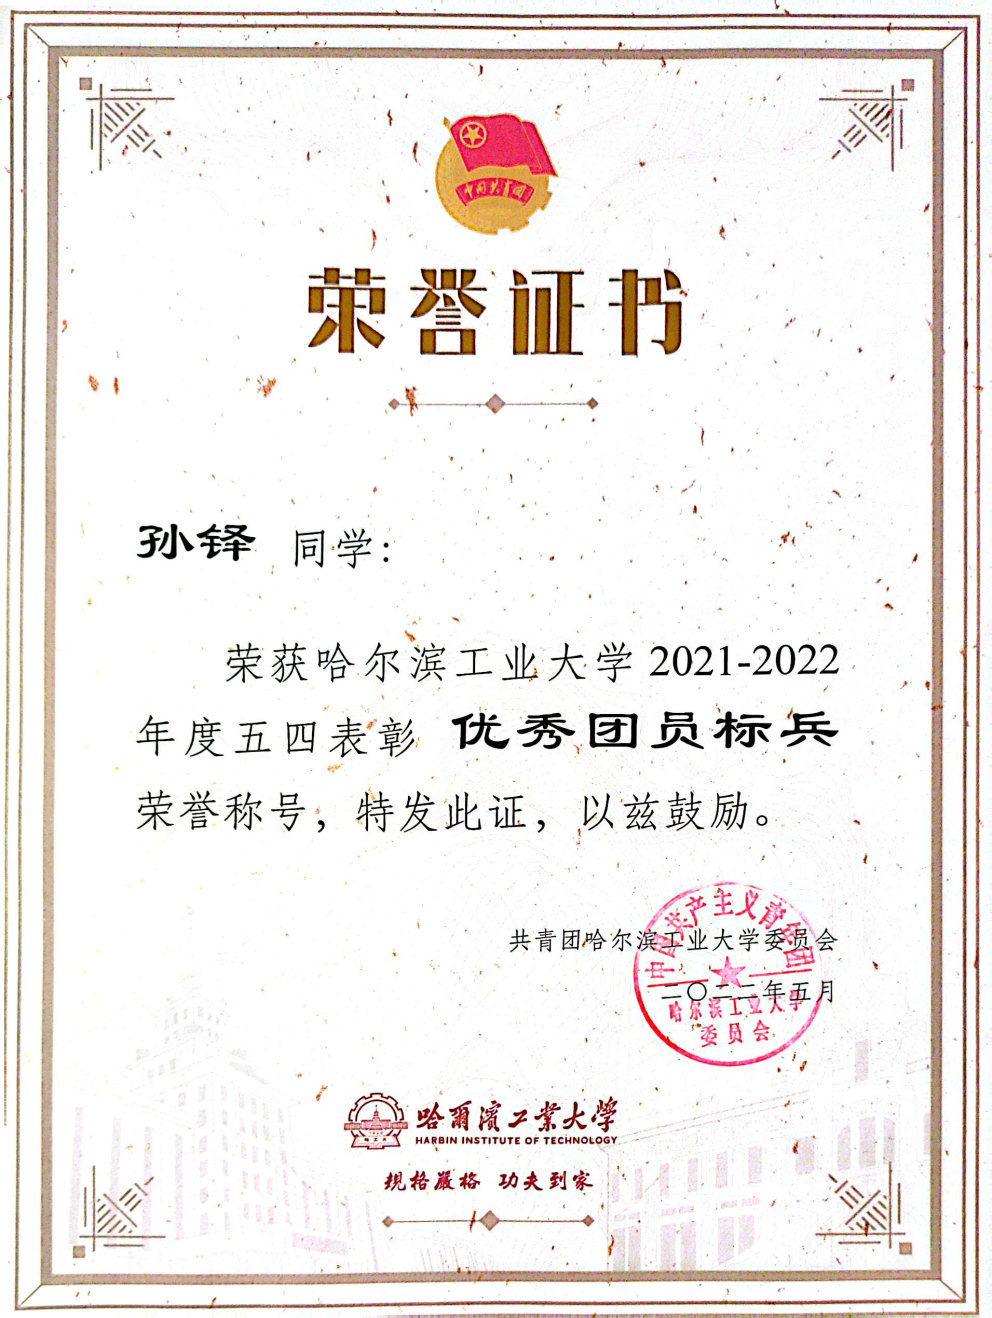 中国共青团
荣誉证书
孙铎 同学:
荣获哈尔滨工业大学 2021-2022
年度五四表彰 优秀团员标兵
荣誉称号，特发此证，以兹鼓励。
共青团哈尔滨工业大学委员会
二〇二二年五月
中国共产主义青年团
哈尔滨工业大学
委员会
哈爾濱工業大學
HARBIN INSTITUTE OF TECHNOLOGY
規格嚴格 功夫到家